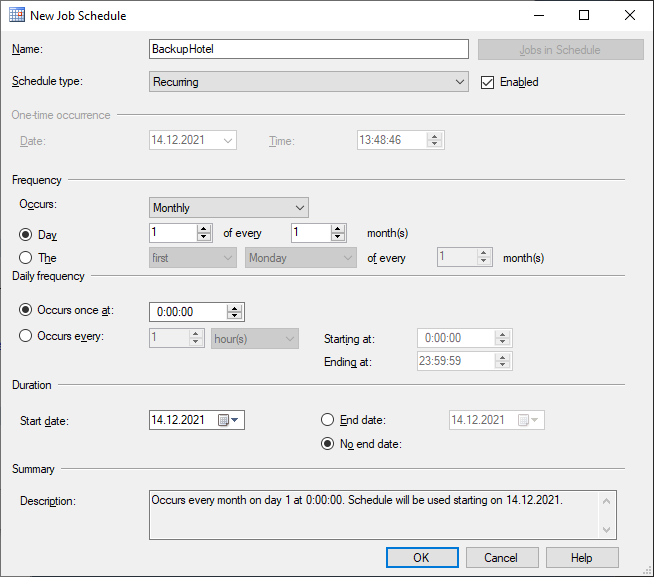 New Job Schedule
Name: BackupHotel Jobs in Schedule
Schedule type: Recurring Enabled
One-time occurrence
Date: 14.12.2021 Time: 13:48:46
Frequency
Occurs: Monthly
Day 1 of every 1 month(s)
The first Monday of every 1 month(s)
Daily frequency
Occurs once at: 0:00:00
Occurs every: 1 hour(s) Starting at: 0:00:00
Ending at: 23:59:59
Duration
Start date: 14.12.2021 End date: 14.12.2021
No end date:
Summary
Description: Occurs every month on day 1 at 0:00:00. Schedule will be used starting on 14.12.2021.
OK Cancel Help